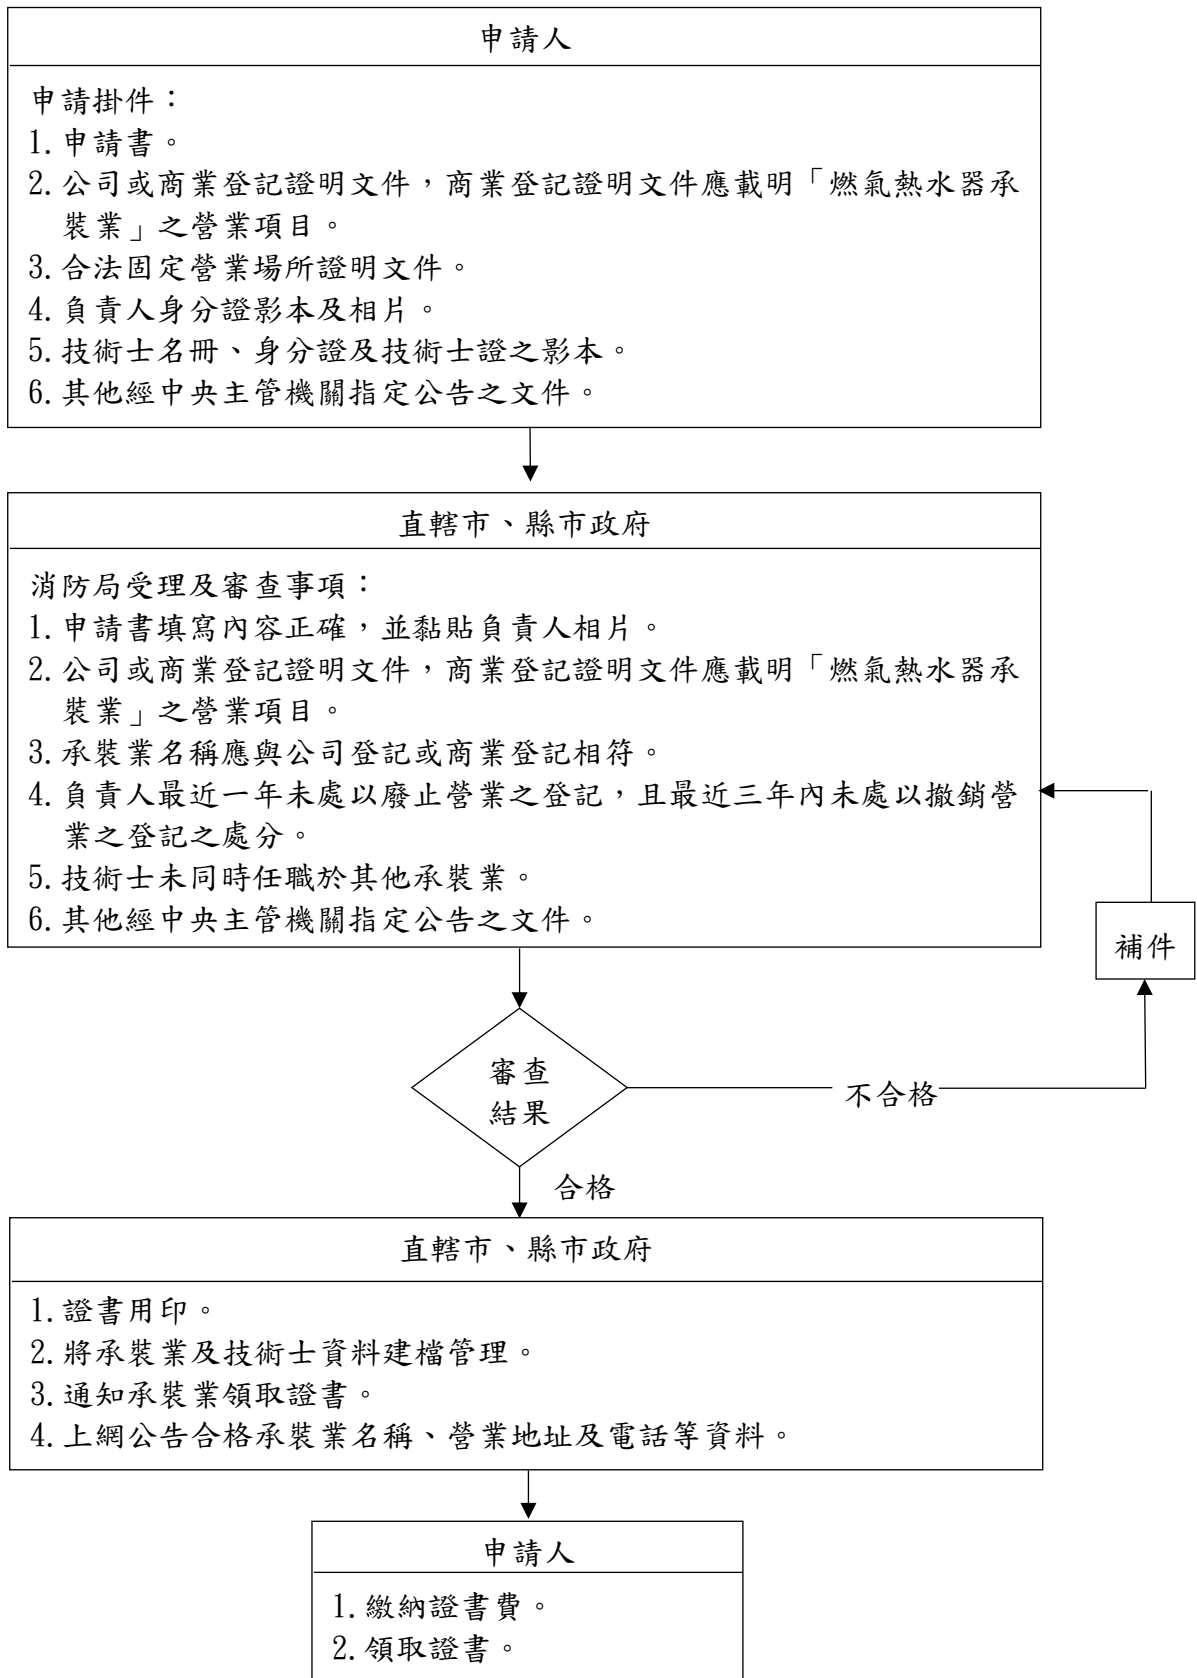 申請人
申請掛件：
1.申請書。
2.公司或商業登記證明文件，商業登記證明文件應載明「燃氣熱水器承
裝業」之營業項目。
3.合法固定營業場所證明文件。
4.負責人身分證影本及相片。
5.技術士名冊、身分證及技術士證之影本。
6.其他經中央主管機關指定公告之文件。
直轄市、縣市政府
消防局受理及審查事項：
1.申請書填寫內容正確，並黏貼負責人相片。
2.公司或商業登記證明文件，商業登記證明文件應載明「燃氣熱水器承
裝業」之營業項目。
3.承裝業名稱應與公司登記或商業登記相符。
4.負責人最近一年未處以廢止營業之登記，且最近三年內未處以撤銷營
業之登記之處分。
5.技術士未同時任職於其他承裝業。
6.其他經中央主管機關指定公告之文件。
補件
審查
結果
不合格
合格
直轄市、縣市政府
1.證書用印。
2.將承裝業及技術士資料建檔管理。
3.通知承裝業領取證書。
4.上網公告合格承裝業名稱、營業地址及電話等資料。
申請人
1.繳納證書費。
2.領取證書。